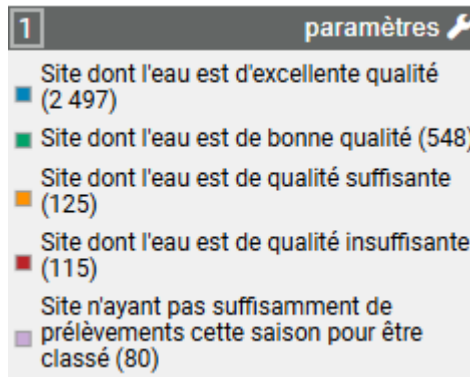 1 paramètres
Site dont l'eau est d'excellente qualité
(2 497)
Site dont l'eau est de bonne qualité (548)
Site dont l'eau est de qualité suffisante
(125)
Site dont l'eau est de qualité insuffisante
(115)
Site n'ayant pas suffisamment de
prélèvements cette saison pour être
classé (80)